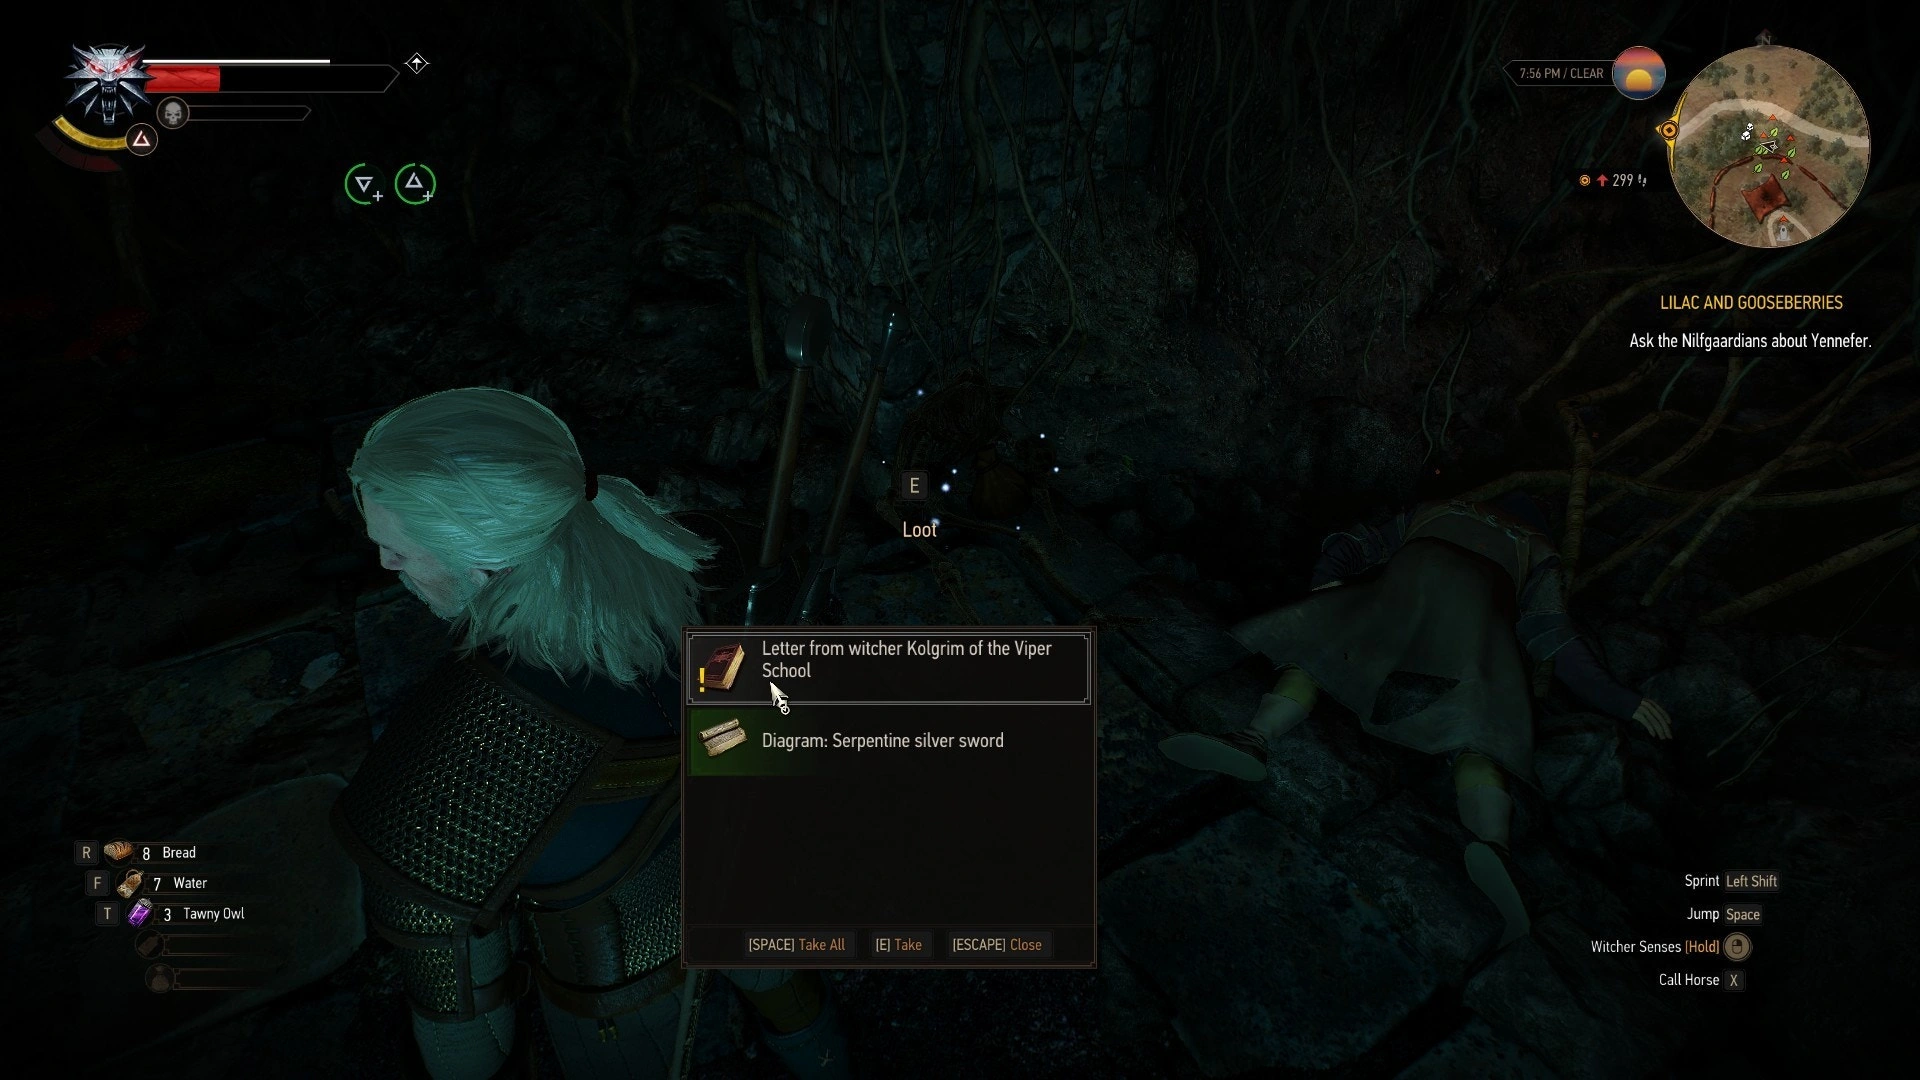 7:56 PM / CLEAR
299
LILAC AND GOOSEBERRIES
Ask the Nilfgaardians about Yennefer.
E
Loot
Letter from witcher Kolgrim of the Viper
School
Diagram: Serpentine silver sword
[SPACE] Take All [E] Take [ESCAPE] Close
R 8 Bread
F 7 Water
T 3 Tawny Owl
Sprint Left Shift
Jump Space
Witcher Senses [Hold]
Call Horse X